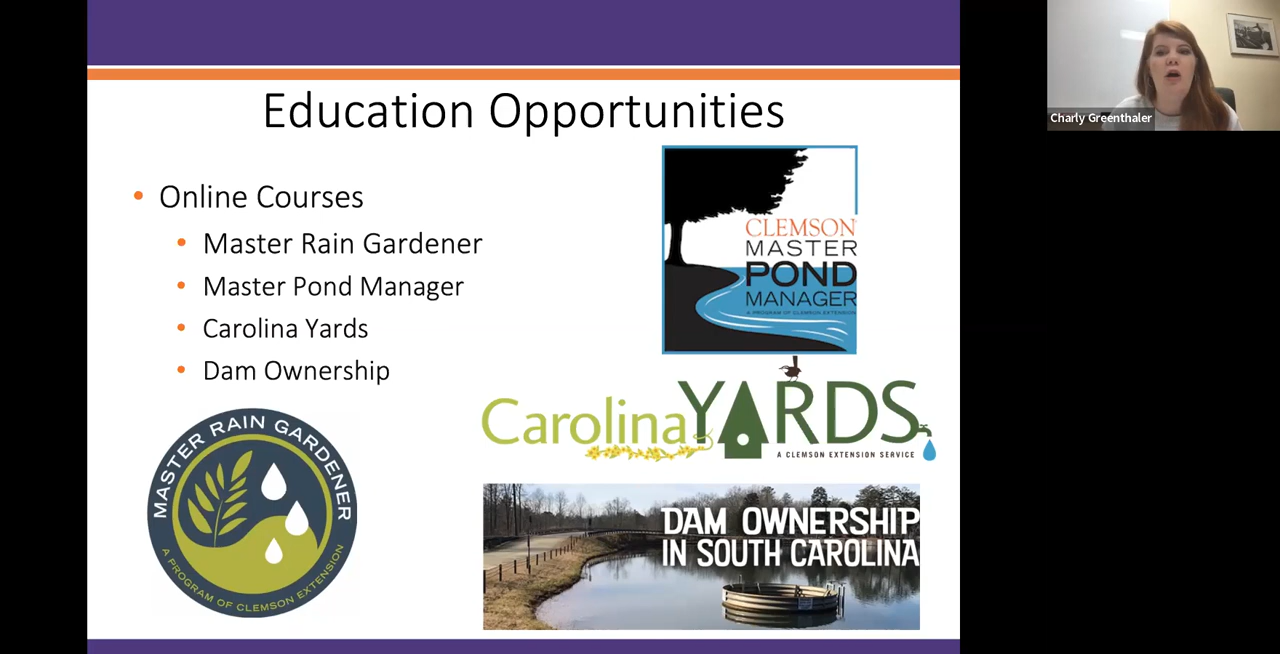 Education Opportunities
• Online Courses
• Master Rain Gardener
• Master Pond Manager
• Carolina Yards
• Dam Ownership
CLEMSON
MASTER
POND
MANAGER
A PROGRAM OF CLEMSON EXTENSION
CarolinaYARDS
A CLEMSON EXTENSION SERVICE
MASTER RAIN GARDENER
A PROGRAM OF CLEMSON EXTENSION
DAM OWNERSHIP
IN SOUTH CAROLINA
Charly Greenthaler